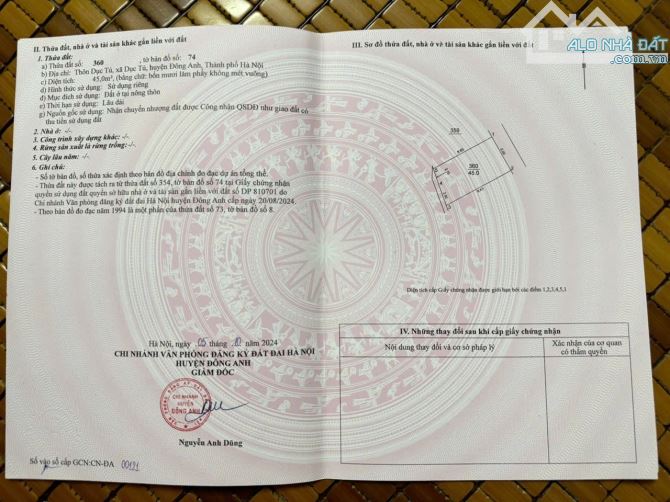 II. Thửa đất, nhà ở và tài sản khác gắn liền với đất
1. Thửa đất:
a) Thửa đất số: 360 , tờ bản đồ số: 74
b) Địa chỉ: Thôn Dục Tú, xã Dục Tú, huyện Đông Anh, Thành phố Hà Nội
c) Diện tích: 45,0m², (bằng chữ: bốn mươi lăm phẩy không mét vuông)
d) Hình thức sử dụng: Sử dụng riêng
đ) Mục đích sử dụng: Đất ở tại nông thôn
e) Thời hạn sử dụng: Lâu dài
g) Nguồn gốc sử dụng: Nhận chuyển nhượng đất được Công nhận QSDĐ như giao đất có
thu tiền sử dụng đất
2. Nhà ở: -/-
3. Công trình xây dựng khác: -/-.
4. Rừng sản xuất là rừng trồng: -/-.
5. Cây lâu năm: -/-.
6. Ghi chú:
- Số tờ bản đồ, số thửa xác định theo bản đồ địa chính đo đạc dự án tổng thể.
- Thửa đất này được tách ra từ thửa đất số 354, tờ bản đồ số 74 tại Giấy chứng nhận
quyền sử dụng đất quyền sở hữu nhà ở và tài sản gắn liền với đất số DP 810701 do
Chi nhánh Văn phòng đăng ký đất đai Hà Nội huyện Đông Anh cấp ngày 20/08/2024.
- Theo bản đồ đo đạc năm 1994 là một phần của thửa số 73, tờ bản đồ số 8.
Hà Nội, ngày 05 tháng năm 2024
CHI NHÁNH VĂN PHÒNG ĐĂNG KÝ ĐẤT ĐAI HÀ NỘI
HUYỆN ĐÔNG ANH
GIÁM ĐỐC
CHI NHÁNH
HUYỆN
ĐÔNG ANH
Nguyễn Anh Dũng
Số vào sổ cấp GCN:CN-ĐA 00121
III. Sơ đồ thửa đất, nhà ở và tài sản khác gắn liền với đất
ALO NHÀ ĐẤT
B
359
360
45.0
Diện tích cấp Giấy chứng nhận được giới hạn bởi các điểm 1,2,3,4,5,1
IV. Những thay đổi sau khi cấp giấy chứng nhận
Nội dung thay đổi và cơ sở pháp lý
Xác nhận của cơ quan
có thẩm quyền